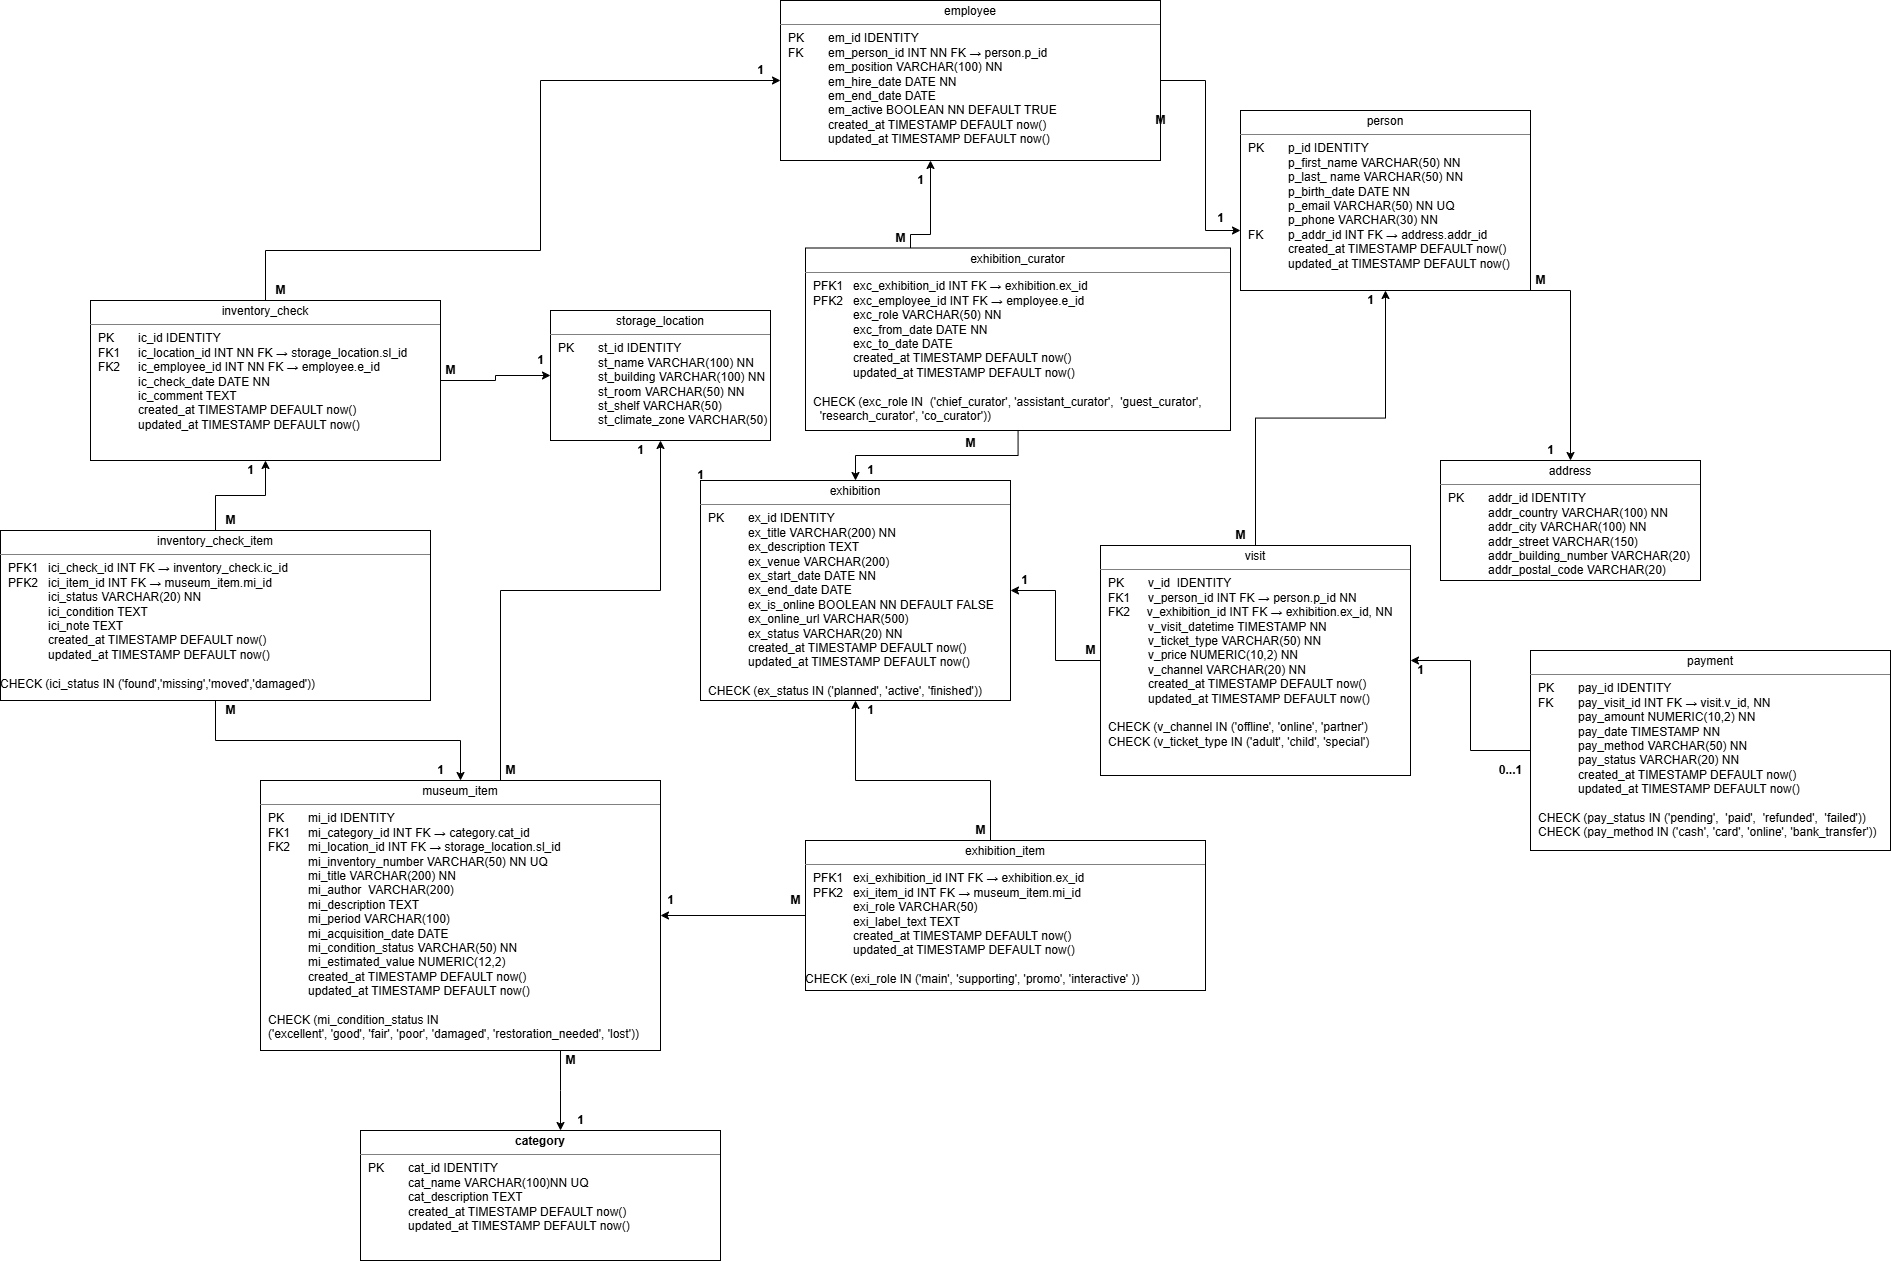 employee
PK em_id IDENTITY
FK em_person_id INT NN FK → person.p_id
em_position VARCHAR(100) NN
em_hire_date DATE NN
em_end_date DATE
em_active BOOLEAN NN DEFAULT TRUE
created_at TIMESTAMP DEFAULT now()
updated_at TIMESTAMP DEFAULT now()
1
M
1
person
PK p_id IDENTITY
p_first_name VARCHAR(50) NN
p_last_ name VARCHAR(50) NN
p_birth_date DATE NN
p_email VARCHAR(50) NN UQ
p_phone VARCHAR(30) NN
FK p_addr_id INT FK → address.addr_id
created_at TIMESTAMP DEFAULT now()
updated_at TIMESTAMP DEFAULT now()
1
M
1
M
exhibition_curator
PFK1 exc_exhibition_id INT FK → exhibition.ex_id
PFK2 exc_employee_id INT FK → employee.e_id
exc_role VARCHAR(50) NN
exc_from_date DATE NN
exc_to_date DATE
created_at TIMESTAMP DEFAULT now()
updated_at TIMESTAMP DEFAULT now()
CHECK (exc_role IN ('chief_curator', 'assistant_curator', 'guest_curator',
'research_curator', 'co_curator'))
M
inventory_check
PK ic_id IDENTITY
FK1 ic_location_id INT NN FK → storage_location.sl_id
FK2 ic_employee_id INT NN FK → employee.e_id
ic_check_date DATE NN
ic_comment TEXT
created_at TIMESTAMP DEFAULT now()
updated_at TIMESTAMP DEFAULT now()
M
1
storage_location
PK st_id IDENTITY
st_name VARCHAR(100) NN
st_building VARCHAR(100) NN
st_room VARCHAR(50) NN
st_shelf VARCHAR(50)
st_climate_zone VARCHAR(50)
1
1
M
1
1
M
1
address
PK addr_id IDENTITY
addr_country VARCHAR(100) NN
addr_city VARCHAR(100) NN
addr_street VARCHAR(150)
addr_building_number VARCHAR(20)
addr_postal_code VARCHAR(20)
exhibition
PK ex_id IDENTITY
ex_title VARCHAR(200) NN
ex_description TEXT
ex_venue VARCHAR(200)
ex_start_date DATE NN
ex_end_date DATE
ex_is_online BOOLEAN NN DEFAULT FALSE
ex_online_url VARCHAR(500)
ex_status VARCHAR(20) NN
created_at TIMESTAMP DEFAULT now()
updated_at TIMESTAMP DEFAULT now()
CHECK (ex_status IN ('planned', 'active', 'finished'))
M
inventory_check_item
PFK1 ici_check_id INT FK → inventory_check.ic_id
PFK2 ici_item_id INT FK → museum_item.mi_id
ici_status VARCHAR(20) NN
ici_condition TEXT
ici_note TEXT
created_at TIMESTAMP DEFAULT now()
updated_at TIMESTAMP DEFAULT now()
CHECK (ici_status IN ('found','missing','moved','damaged'))
M
visit
PK v_id IDENTITY
FK1 v_person_id INT FK → person.p_id NN
FK2 v_exhibition_id INT FK → exhibition.ex_id, NN
v_visit_datetime TIMESTAMP NN
v_ticket_type VARCHAR(50) NN
v_price NUMERIC(10,2) NN
v_channel VARCHAR(20) NN
created_at TIMESTAMP DEFAULT now()
updated_at TIMESTAMP DEFAULT now()
CHECK (v_channel IN ('offline', 'online', 'partner')
CHECK (v_ticket_type IN ('adult', 'child', 'special')
1
M
1
payment
PK pay_id IDENTITY
FK pay_visit_id INT FK → visit.v_id, NN
pay_amount NUMERIC(10,2) NN
pay_date TIMESTAMP NN
pay_method VARCHAR(50) NN
pay_status VARCHAR(20) NN
created_at TIMESTAMP DEFAULT now()
updated_at TIMESTAMP DEFAULT now()
CHECK (pay_status IN ('pending', 'paid', 'refunded', 'failed'))
CHECK (pay_method IN ('cash', 'card', 'online', 'bank_transfer'))
0...1
M
1
1
M
museum_item
PK mi_id IDENTITY
FK1 mi_category_id INT FK → category.cat_id
FK2 mi_location_id INT FK → storage_location.sl_id
mi_inventory_number VARCHAR(50) NN UQ
mi_title VARCHAR(200) NN
mi_author VARCHAR(200)
mi_description TEXT
mi_period VARCHAR(100)
mi_acquisition_date DATE
mi_condition_status VARCHAR(50) NN
mi_estimated_value NUMERIC(12,2)
created_at TIMESTAMP DEFAULT now()
updated_at TIMESTAMP DEFAULT now()
CHECK (mi_condition_status IN
('excellent', 'good', 'fair', 'poor', 'damaged', 'restoration_needed', 'lost'))
M
1
M
exhibition_item
PFK1 exi_exhibition_id INT FK → exhibition.ex_id
PFK2 exi_item_id INT FK → museum_item.mi_id
exi_role VARCHAR(50)
exi_label_text TEXT
created_at TIMESTAMP DEFAULT now()
updated_at TIMESTAMP DEFAULT now()
CHECK (exi_role IN ('main', 'supporting', 'promo', 'interactive' ))
M
1
category
PK cat_id IDENTITY
cat_name VARCHAR(100)NN UQ
cat_description TEXT
created_at TIMESTAMP DEFAULT now()
updated_at TIMESTAMP DEFAULT now()